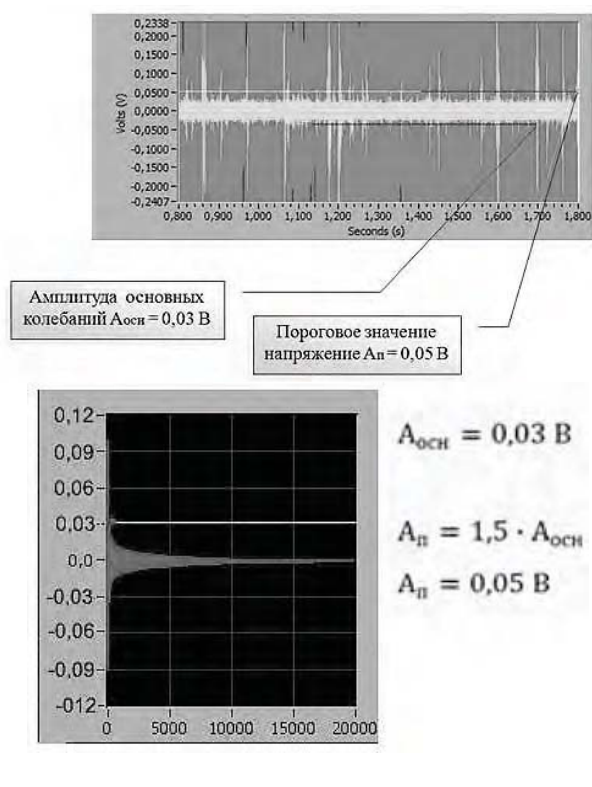 0,2338
0,2000
0,1500
0,1000
0,0500
0,0000
-0,0500
-0,1000
-0,1500
-0,2000
-0,2407
Volts (V)
0,800 0,900 1,000 1,100 1,200 1,300 1,400 1,500 1,600 1,700 1,800
Seconds (s)
Амплитуда основных
колебаний Аосн = 0,03 В
Пороговое значение
напряжение Ап = 0,05 В
0,12
0,09
0,06
0,03
0,0
-0,03
-0,06
-0,09
-012
0 5000 10000 15000 20000
Аосн = 0,03 В
Ап = 1,5 · Аосн
Ап = 0,05 В